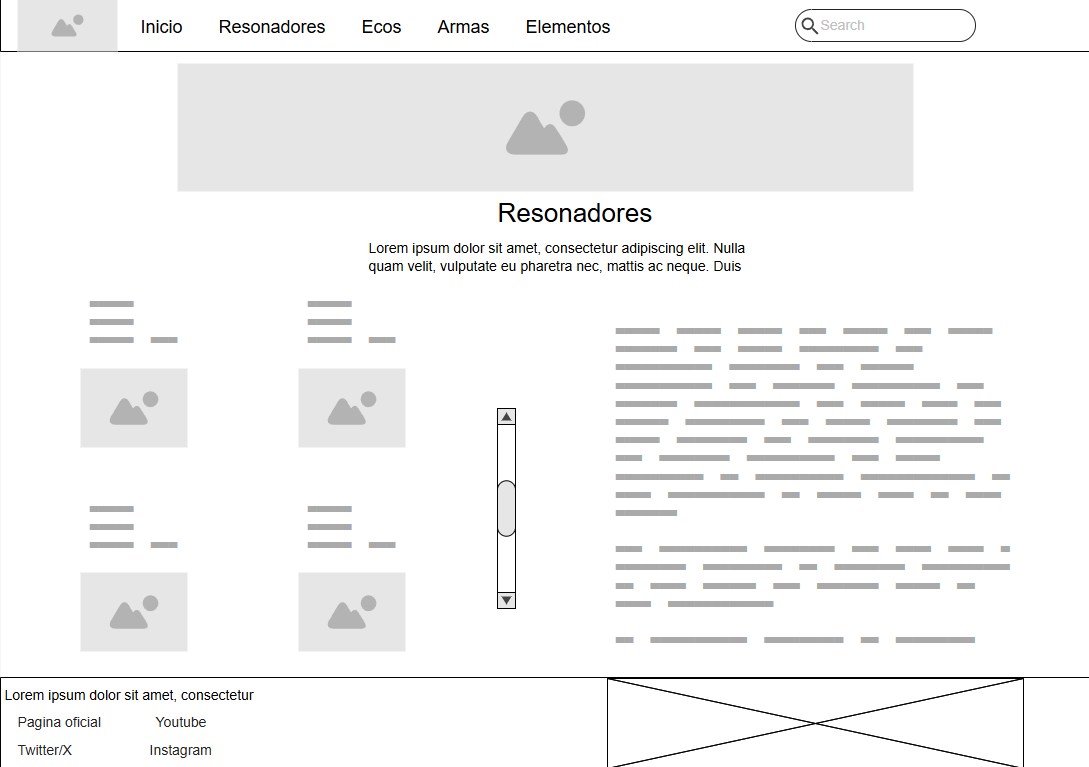 Inicio Resonadores Ecos Armas Elementos Search
Resonadores
Lorem ipsum dolor sit amet, consectetur adipiscing elit. Nulla
quam velit, vulputate eu pharetra nec, mattis ac neque. Duis
Lorem ipsum dolor sit amet, consectetur
Pagina oficial Youtube
Twitter/X Instagram